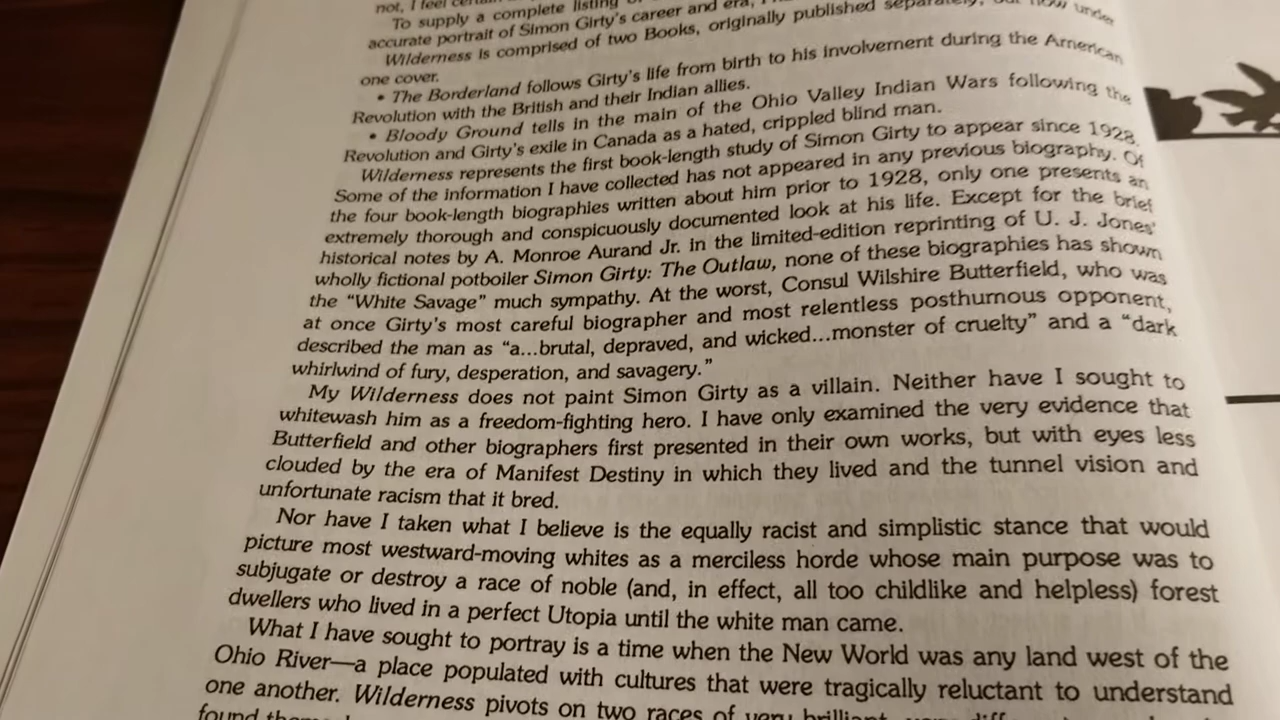 not, I feel
To supply a complete listing
accurate portrait of Simon Girty's career and era,
Wilderness is comprised of two Books, originally published separately, but now under
one cover.
• The Borderland follows Girty's life from birth to his involvement during the American
Revolution with the British and their Indian allies.
• Bloody Ground tells in the main of the Ohio Valley Indian Wars following the
Revolution and Girty's exile in Canada as a hated, crippled blind man.
Wilderness represents the first book-length study of Simon Girty to appear since 1928.
Some of the information I have collected has not appeared in any previous biography. Of
the four book-length biographies written about him prior to 1928, only one presents an
extremely thorough and conspicuously documented look at his life. Except for the brief
historical notes by A. Monroe Aurand Jr. in the limited-edition reprinting of U. J. Jones'
wholly fictional potboiler Simon Girty: The Outlaw, none of these biographies has shown
the “White Savage” much sympathy. At the worst, Consul Wilshire Butterfield, who was
at once Girty's most careful biographer and most relentless posthumous opponent,
described the man as “a...brutal, depraved, and wicked...monster of cruelty” and a “dark
whirlwind of fury, desperation, and savagery.”
My Wilderness does not paint Simon Girty as a villain. Neither have I sought to
whitewash him as a freedom-fighting hero. I have only examined the very evidence that
Butterfield and other biographers first presented in their own works, but with eyes less
clouded by the era of Manifest Destiny in which they lived and the tunnel vision and
unfortunate racism that it bred.
Nor have I taken what I believe is the equally racist and simplistic stance that would
picture most westward-moving whites as a merciless horde whose main purpose was to
subjugate or destroy a race of noble (and, in effect, all too childlike and helpless) forest
dwellers who lived in a perfect Utopia until the white man came.
What I have sought to portray is a time when the New World was any land west of the
Ohio River—a place populated with cultures that were tragically reluctant to understand
one another. Wilderness pivots on two races of very brilliant,
found